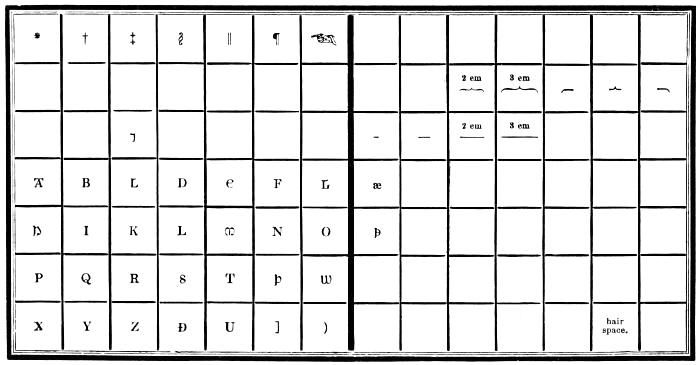 * † ‡ § ‖ ¶ ☞
2 em 3 em
⁊ - — 2 em 3 em
A B C D E F G æ
H I K L M N O Þ
P Q R S T þ W
X Y Z Ð U ] ) hair
space.